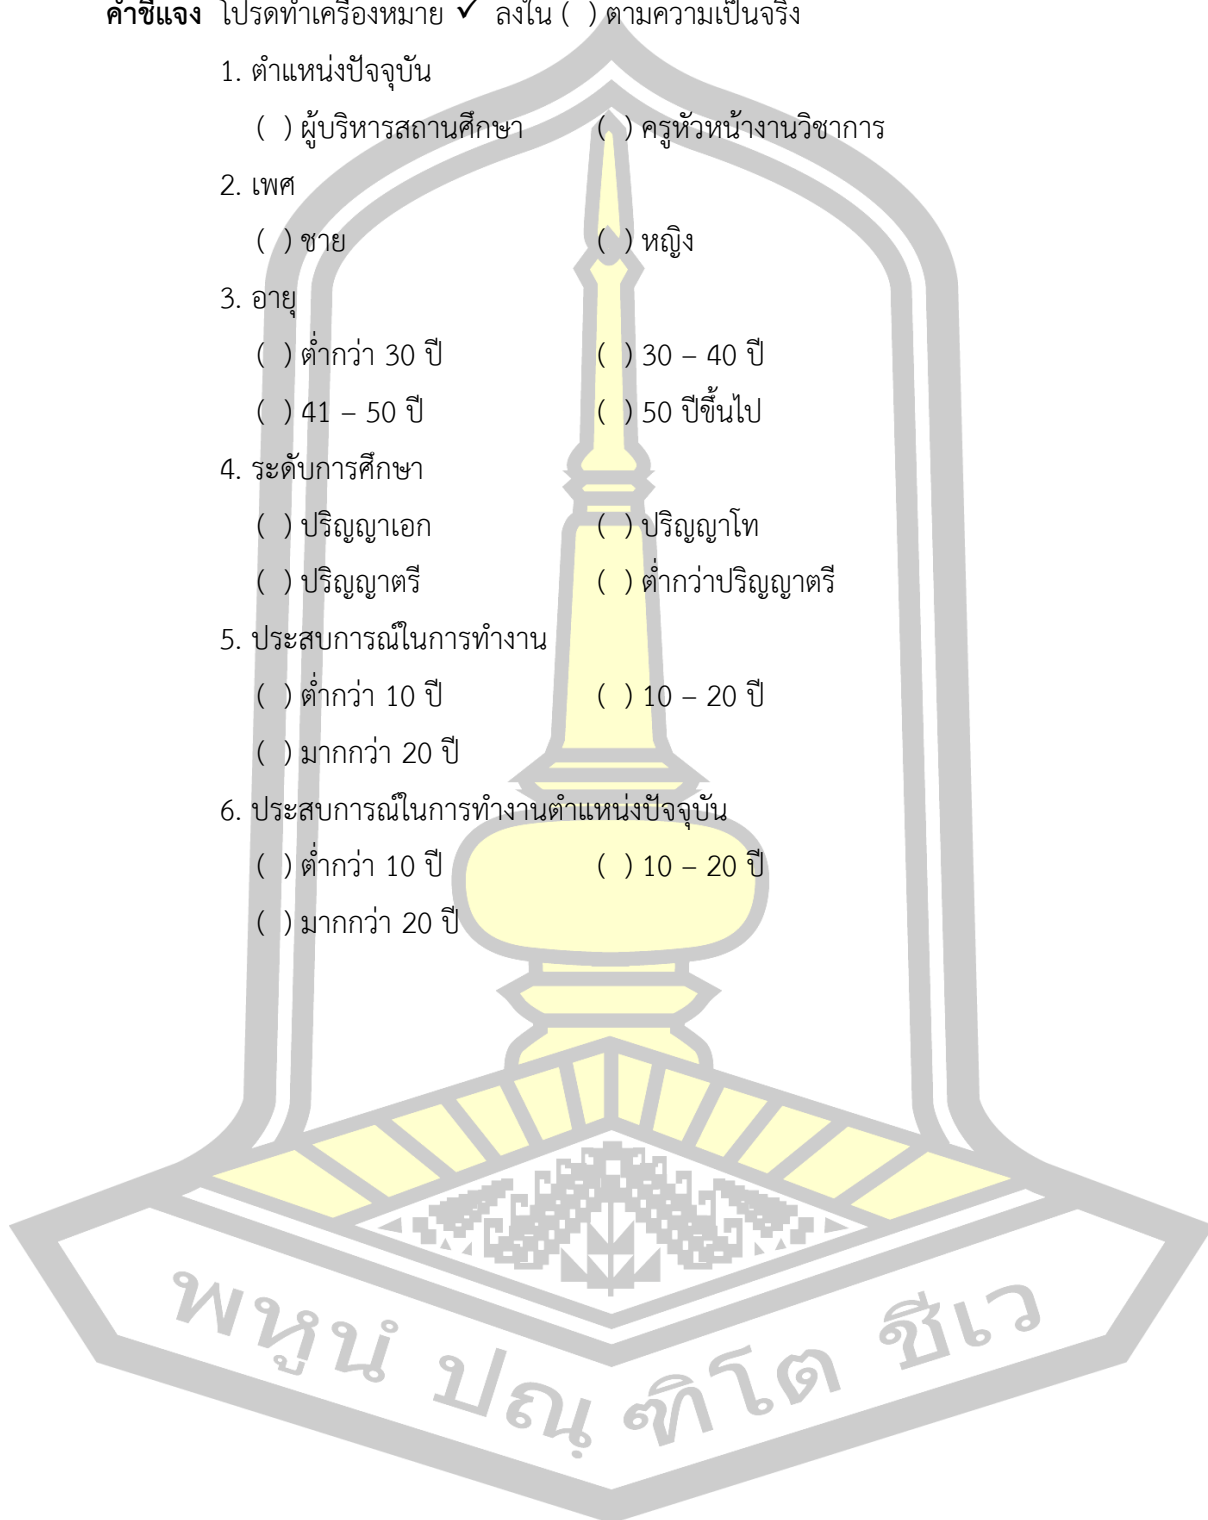 คำชี้แจง โปรดทำเครื่องหมาย ✓ ลงใน ( ) ตามความเป็นจริง
1. ตำแหน่งปัจจุบัน
( ) ผู้บริหารสถานศึกษา ( ) ครูหัวหน้างานวิชาการ
2. เพศ
( ) ชาย ( ) หญิง
3. อายุ
( ) ต่ำกว่า 30 ปี ( ) 30 – 40 ปี
( ) 41 – 50 ปี ( ) 50 ปีขึ้นไป
4. ระดับการศึกษา
( ) ปริญญาเอก ( ) ปริญญาโท
( ) ปริญญาตรี ( ) ต่ำกว่าปริญญาตรี
5. ประสบการณ์ในการทำงาน
( ) ต่ำกว่า 10 ปี ( ) 10 – 20 ปี
( ) มากกว่า 20 ปี
6. ประสบการณ์ในการทำงานตำแหน่งปัจจุบัน
( ) ต่ำกว่า 10 ปี ( ) 10 – 20 ปี
( ) มากกว่า 20 ปี
พหูนํ ปณฺ ฑิโต ชีเว